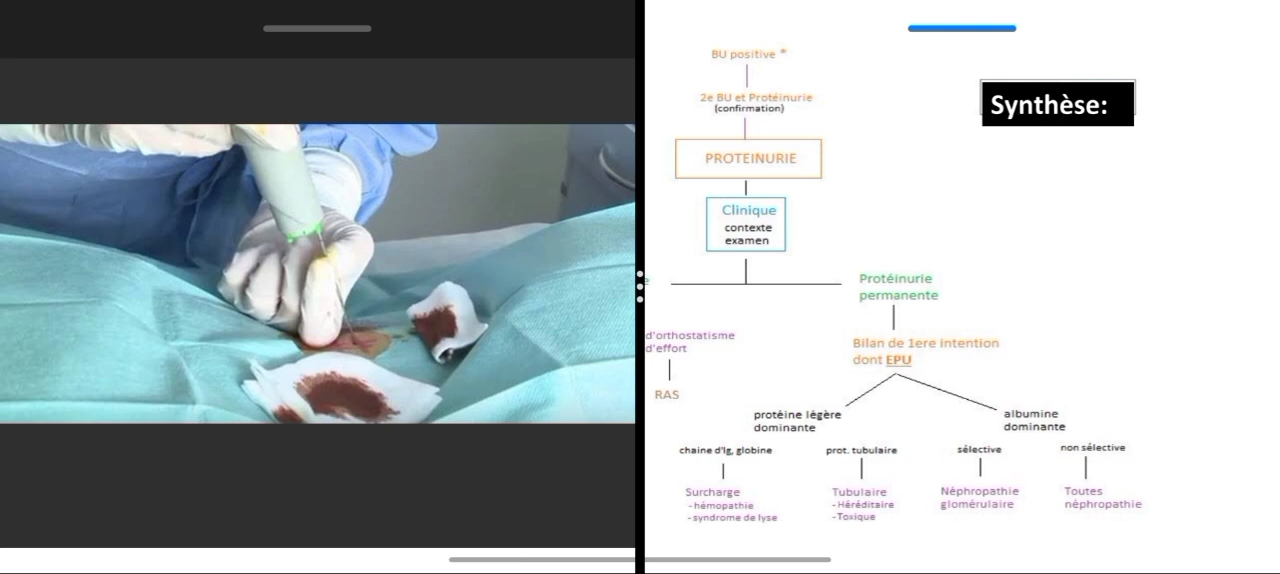 BU positive *
Synthèse:
2e BU et Protéinurie
(confirmation)
PROTEINURIE
Clinique
contexte
examen
e
Protéinurie
permanente
d'orthostatisme
d'effort
Bilan de 1ere intention
dont EPU
RAS
protéine légère
dominante
albumine
dominante
chaine d'Ig, globine
prot. tubulaire
sélective
non sélective
Surcharge
- hémopathie
- syndrome de lyse
Tubulaire
- Héréditaire
- Toxique
Néphropathie
glomérulaire
Toutes
néphropathie